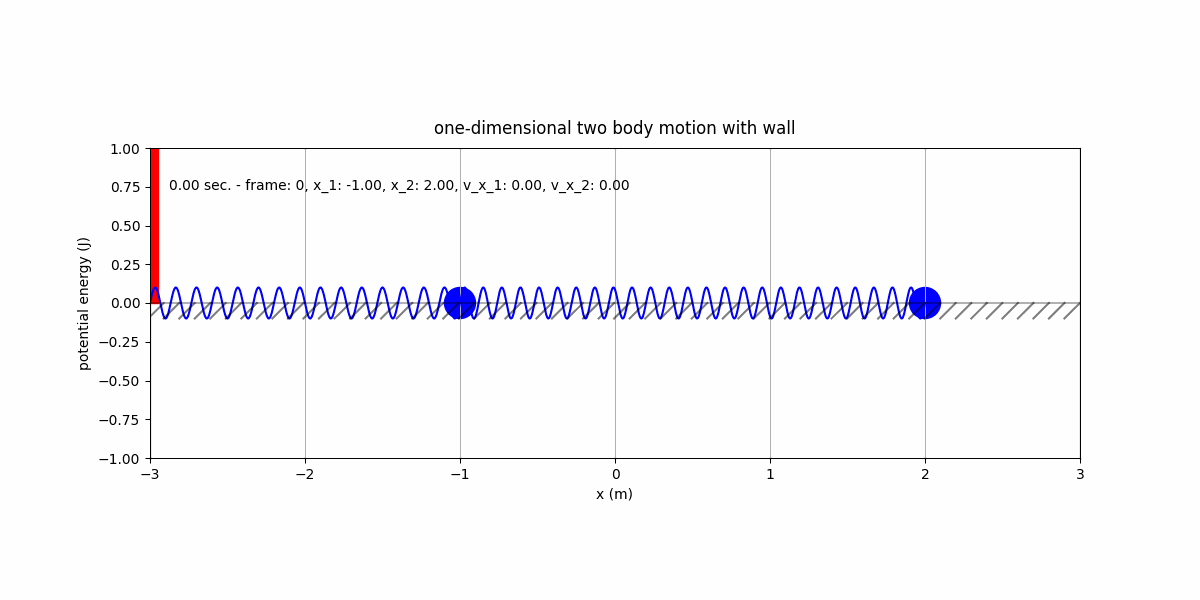 one-dimensional two body motion with wall
1.00
0.75
0.50
0.25
0.00
−0.25
−0.50
−0.75
−1.00
potential energy (J)
0.00 sec. - frame: 0, x_1: -1.00, x_2: 2.00, v_x_1: 0.00, v_x_2: 0.00
−3 −2 −1 0 1 2 3
x (m)